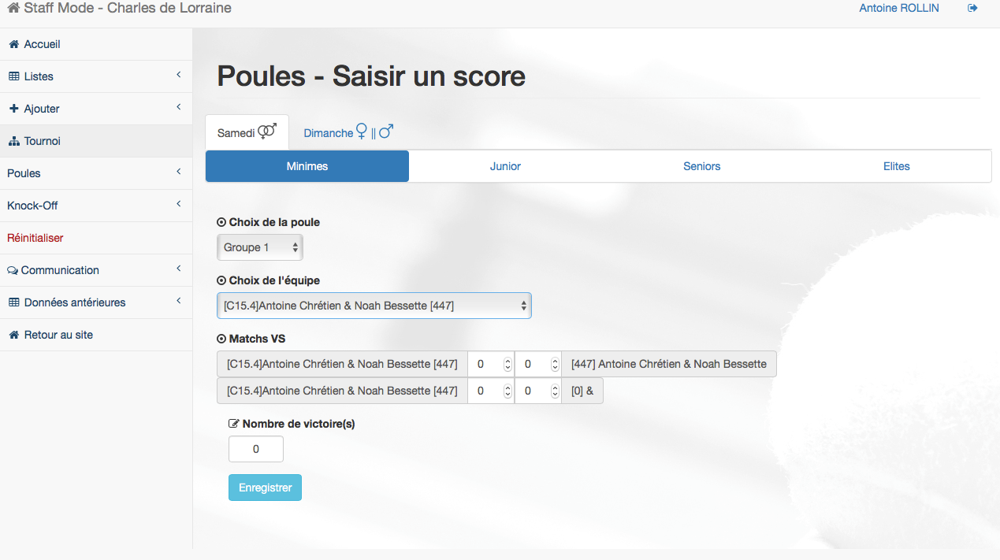 Staff Mode - Charles de Lorraine
Antoine ROLLIN
Accueil
Listes
Ajouter
Tournoi
Poules
Knock-Off
Réinitialiser
Communication
Données antérieures
Retour au site
Poules - Saisir un score
Samedi
Dimanche ||
Minimes
Junior
Seniors
Elites
Choix de la poule
Groupe 1
Choix de l'équipe
[C15.4]Antoine Chrétien & Noah Bessette [447]
Matchs VS
[C15.4]Antoine Chrétien & Noah Bessette [447] 0 0 [447] Antoine Chrétien & Noah Bessette
[C15.4]Antoine Chrétien & Noah Bessette [447] 0 0 [0] &
Nombre de victoire(s)
0
Enregistrer